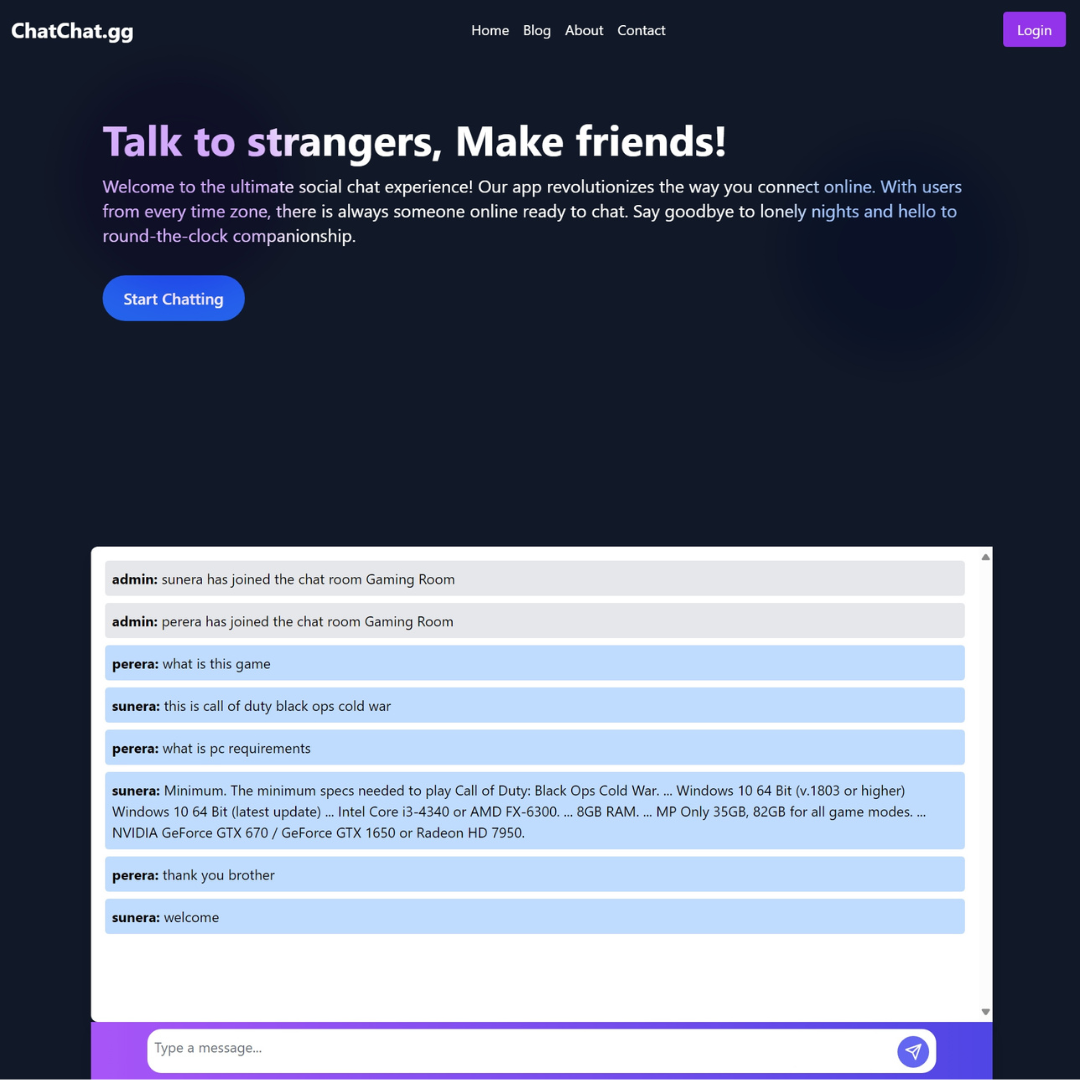 ChatChat.gg
Home Blog About Contact
Login
Talk to strangers, Make friends!
Welcome to the ultimate social chat experience! Our app revolutionizes the way you connect online. With users
from every time zone, there is always someone online ready to chat. Say goodbye to lonely nights and hello to
round-the-clock companionship.
Start Chatting
admin: sunera has joined the chat room Gaming Room
admin: perera has joined the chat room Gaming Room
perera: what is this game
sunera: this is call of duty black ops cold war
perera: what is pc requirements
sunera: Minimum. The minimum specs needed to play Call of Duty: Black Ops Cold War. ... Windows 10 64 Bit (v.1803 or higher)
Windows 10 64 Bit (latest update) ... Intel Core i3-4340 or AMD FX-6300. ... 8GB RAM. ... MP Only 35GB, 82GB for all game modes. ...
NVIDIA GeForce GTX 670 / GeForce GTX 1650 or Radeon HD 7950.
perera: thank you brother
sunera: welcome
Type a message...